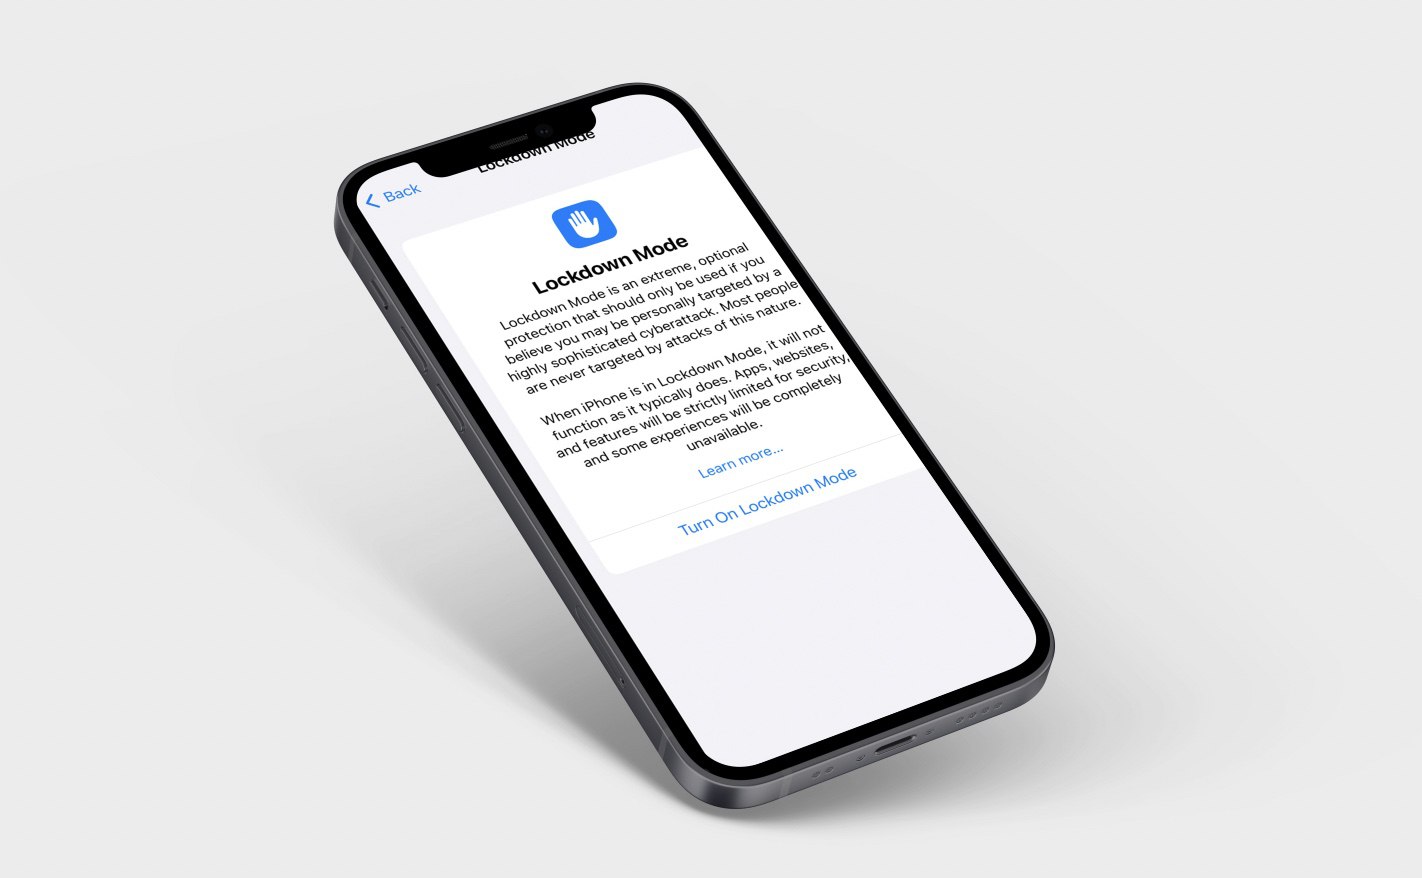 Lockdown Mode
Back
Lockdown Mode
Lockdown Mode is an extreme, optional
protection that should only be used if you
believe you may be personally targeted by a
highly sophisticated cyberattack. Most people
are never targeted by attacks of this nature.
When iPhone is in Lockdown Mode, it will not
function as it typically does. Apps, websites,
and features will be strictly limited for security,
and some experiences will be completely
unavailable.
Learn more...
Turn On Lockdown Mode